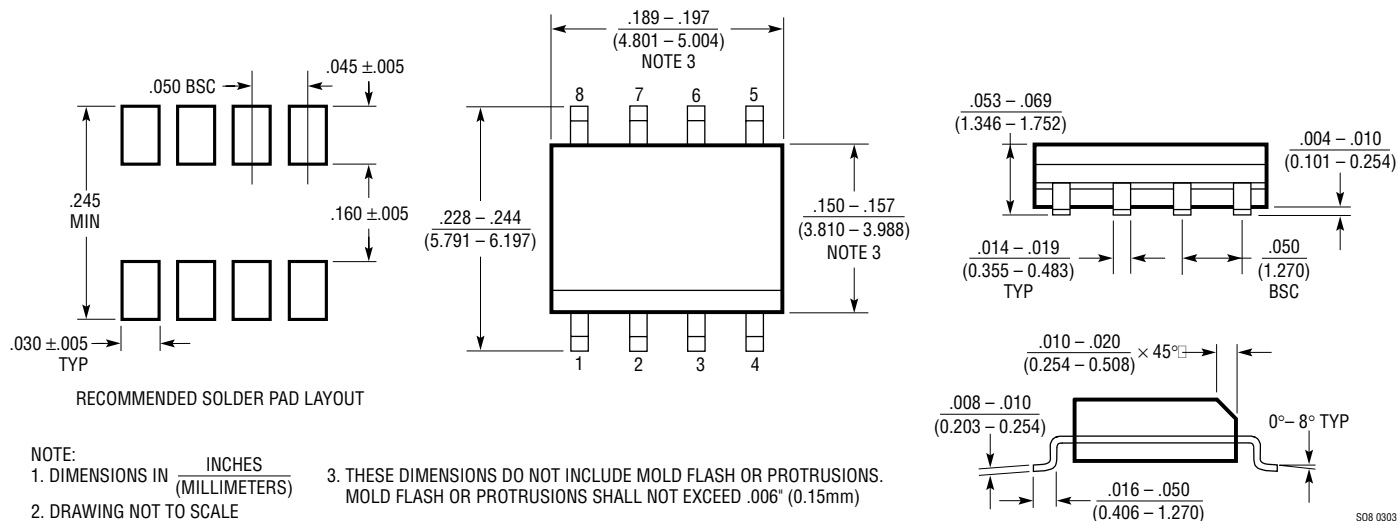 .050 BSC
.045 ±.005
.245
MIN
.160 ±.005
.030 ±.005
TYP
RECOMMENDED SOLDER PAD LAYOUT
.189 – .197
(4.801 – 5.004)
NOTE 3
8 7 6 5
.228 – .244
(5.791 – 6.197)
.150 – .157
(3.810 – 3.988)
NOTE 3
1 2 3 4
.053 – .069
(1.346 – 1.752)
.004 – .010
(0.101 – 0.254)
.014 – .019
(0.355 – 0.483)
TYP
.050
(1.270)
BSC
.010 – .020
(0.254 – 0.508)
× 45°
.008 – .010
(0.203 – 0.254)
0°– 8° TYP
.016 – .050
(0.406 – 1.270)
NOTE:
1. DIMENSIONS IN INCHES
(MILLIMETERS)
2. DRAWING NOT TO SCALE
3. THESE DIMENSIONS DO NOT INCLUDE MOLD FLASH OR PROTRUSIONS.
MOLD FLASH OR PROTRUSIONS SHALL NOT EXCEED .006" (0.15mm)
SO8 0303